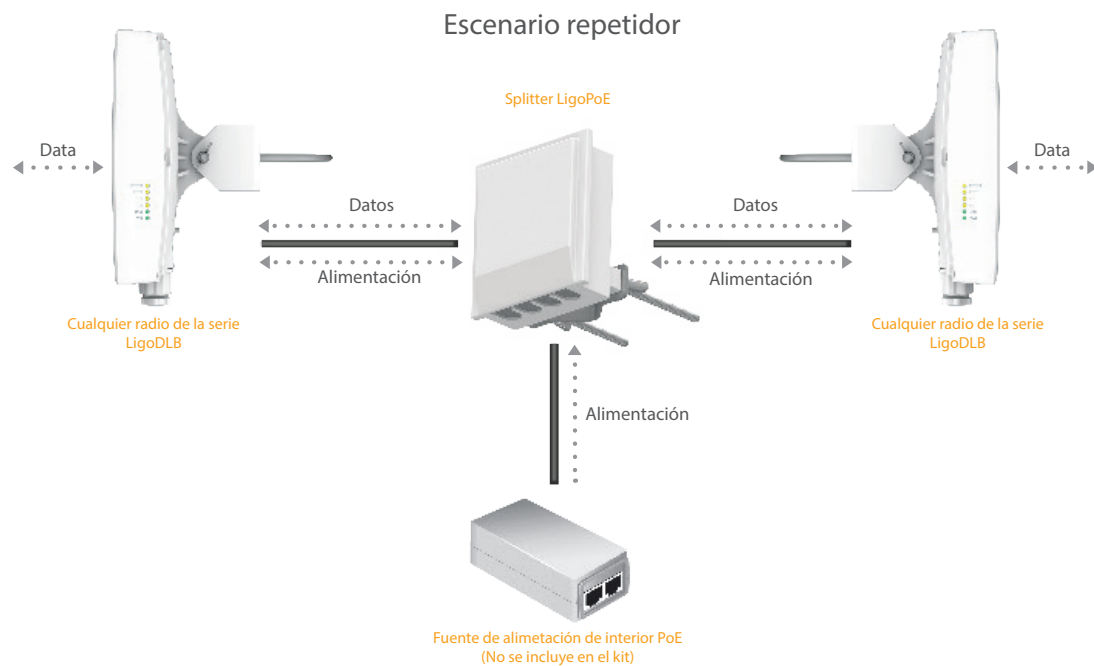 Escenario repetidor
Splitter LigoPoE
Data
Data
Datos
Datos
Alimentación
Alimentación
Cualquier radio de la serie
LigoDLB
Cualquier radio de la serie
LigoDLB
Alimentación
Fuente de alimetación de interior PoE
(No se incluye en el kit)